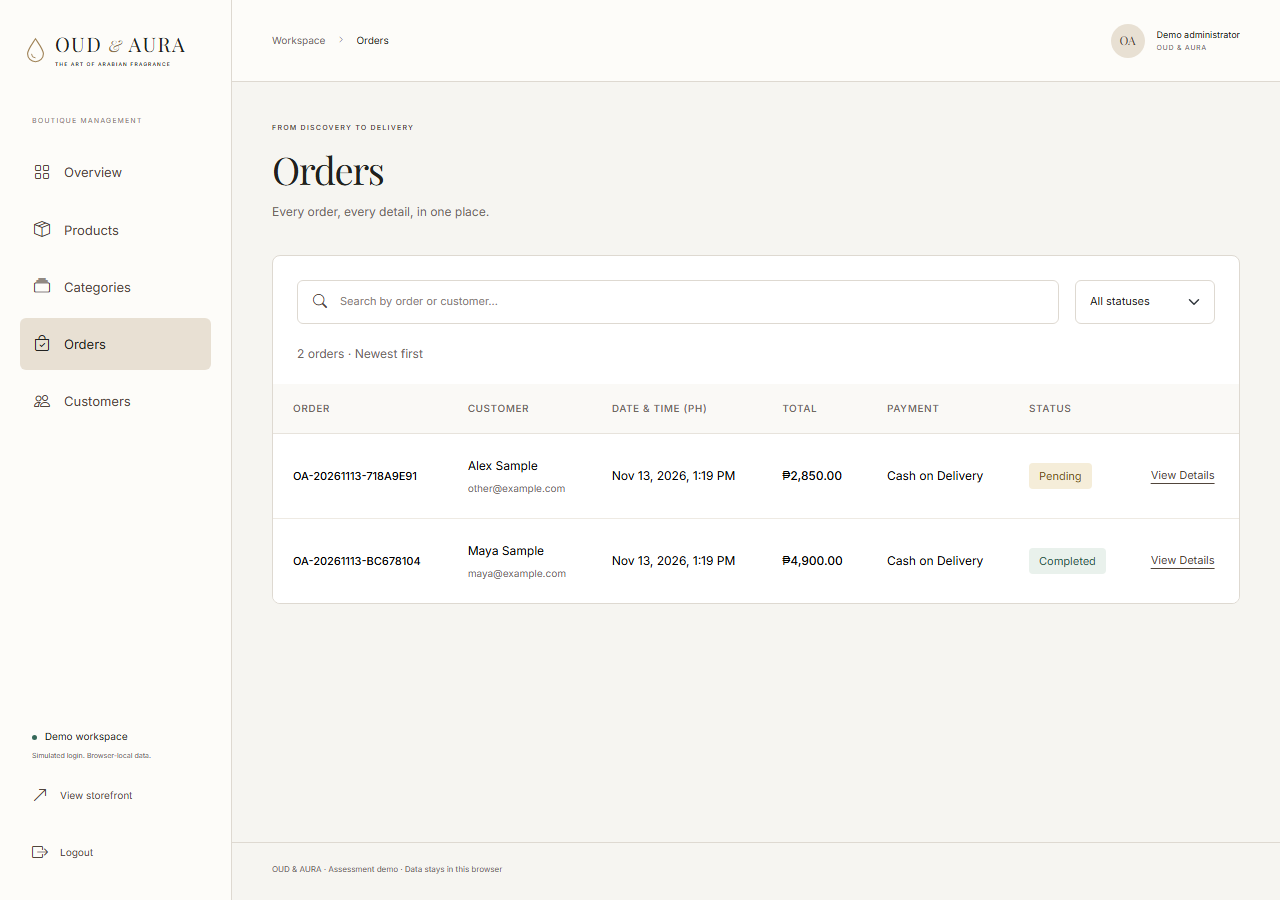 OUD & AURA
THE ART OF ARABIAN FRAGRANCE
BOUTIQUE MANAGEMENT
Overview
Products
Categories
Orders
Customers
Demo workspace
Simulated login. Browser-local data.
View storefront
Logout
Workspace > Orders
OA
Demo administrator
OUD & AURA
FROM DISCOVERY TO DELIVERY
Orders
Every order, every detail, in one place.
Search by order or customer...
All statuses
2 orders · Newest first
ORDER CUSTOMER DATE & TIME (PH) TOTAL PAYMENT STATUS
OA-20261113-718A9E91 Alex Sample other@example.com Nov 13, 2026, 1:19 PM ₱2,850.00 Cash on Delivery Pending View Details
OA-20261113-BC678104 Maya Sample maya@example.com Nov 13, 2026, 1:19 PM ₱4,900.00 Cash on Delivery Completed View Details
OUD & AURA · Assessment demo · Data stays in this browser